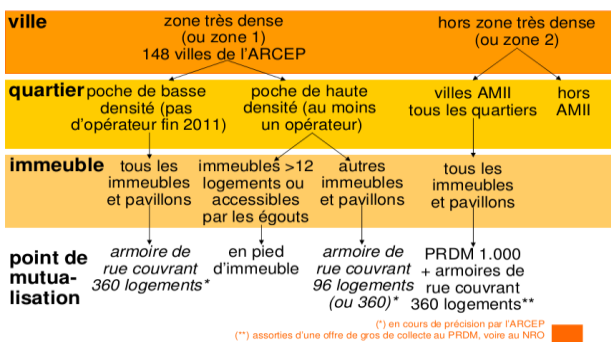 ville
zone très dense
(ou zone 1)
148 villes de l'ARCEP
hors zone très dense
(ou zone 2)
quartier
poche de basse
densité (pas
d'opérateur fin 2011)
poche de haute
densité (au moins
un opérateur)
villes AMII
tous les quartiers
hors
AMII
immeuble
tous les
immeubles
et pavillons
immeubles >12
logements ou
accessibles
par les égouts
autres
immeubles
et pavillons
tous les
immeubles
et pavillons
point de
mutua-
lisation
armoire de
rue couvrant
360 logements*
en pied
d'immeuble
armoire de
rue couvrant
96 logements
(ou 360)*
PRDM 1.000
+ armoires de
rue couvrant
360 logements**
(*) en cours de précision par l'ARCEP
(**) assorties d'une offre de gros de collecte au PRDM, voire au NRO